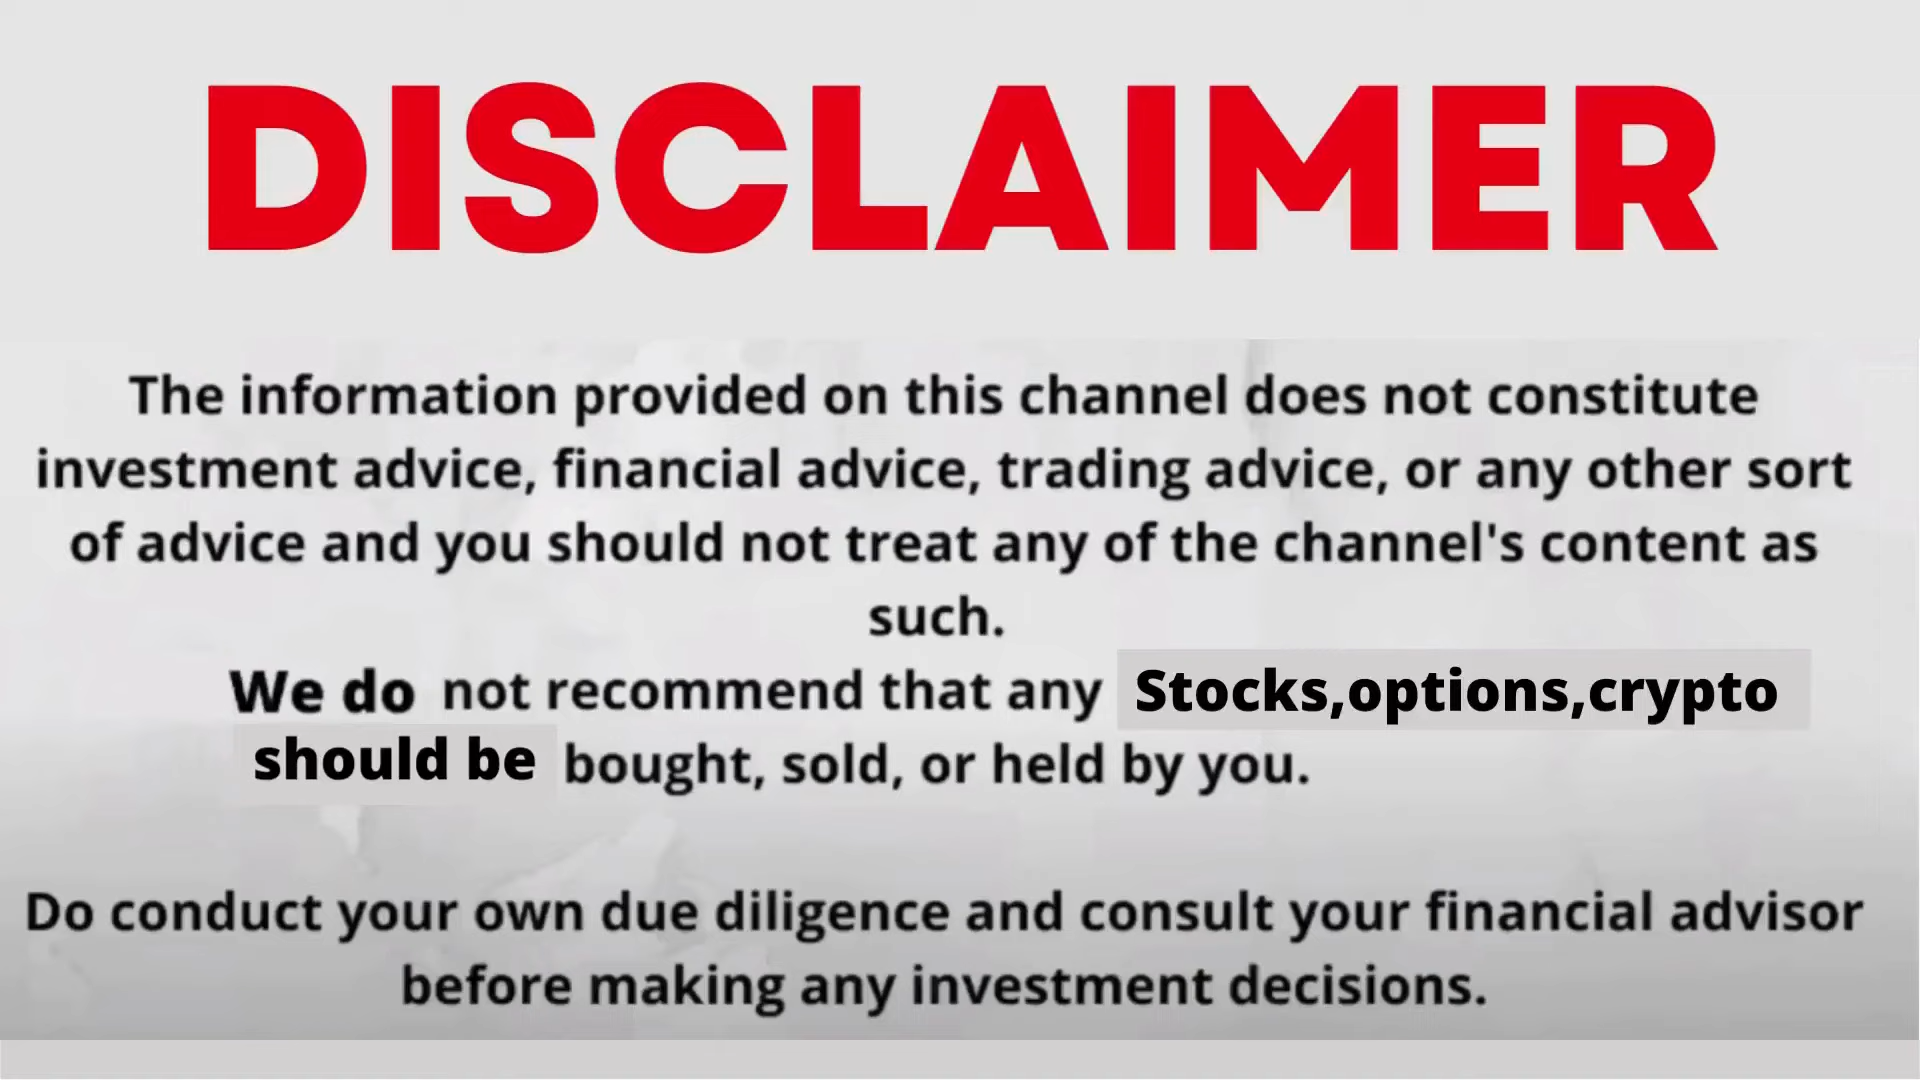 DISCLAIMER
The information provided on this channel does not constitute
investment advice, financial advice, trading advice, or any other sort
of advice and you should not treat any of the channel's content as
such.
We do not recommend that any Stocks,options,crypto
should be bought, sold, or held by you.
Do conduct your own due diligence and consult your financial advisor
before making any investment decisions.